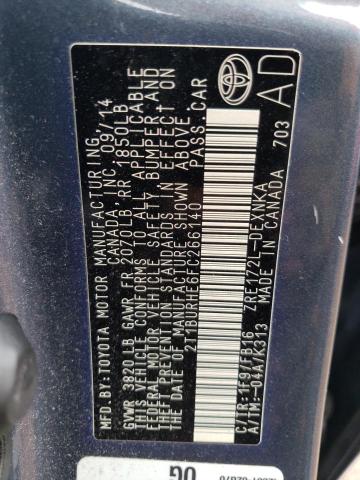 MFD. BY: TOYOTA MOTOR MANUFACTURING
CANADA INC. 09/14
GVWR 3820LB GAWR FR 2070LB RR 1850LB
THIS VEHICLE CONFORMS TO ALL APPLICABLE
FEDERAL MOTOR VEHICLE SAFETY, BUMPER AND
THEFT PREVENTION STANDARDS IN EFFECT ON
THE DATE OF MANUFACTURE SHOWN ABOVE.
2T1BURHE6FC266140 PASS CAR
C/TR: 1F9/FB16 ZRE172L-DEXNKA
A/TM: -04A/K313 MADE IN CANADA 703
AD
OG